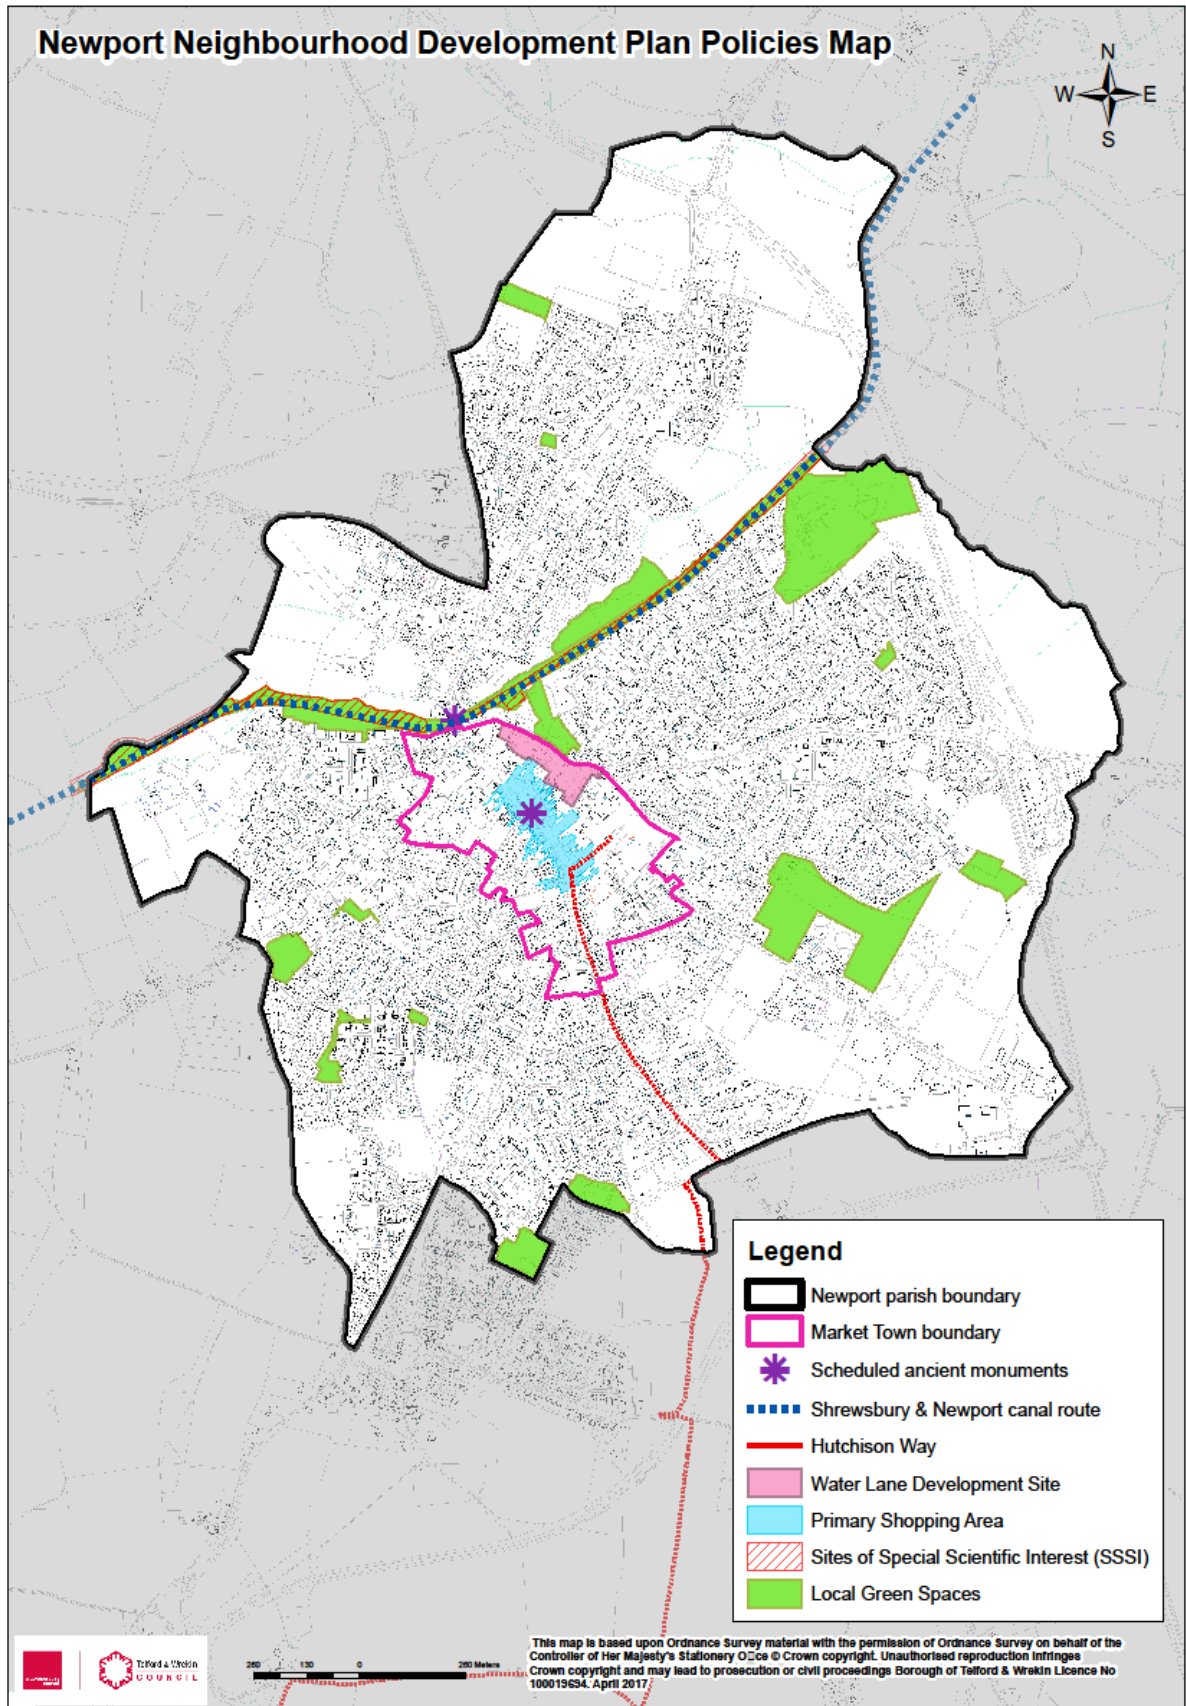 Newport Neighbourhood Development Plan Policies Map
N
W E
S
Legend
Newport parish boundary
Market Town boundary
Scheduled ancient monuments
Shrewsbury & Newport canal route
Hutchison Way
Water Lane Development Site
Primary Shopping Area
Sites of Special Scientific Interest (SSSI)
Local Green Spaces
Telford & Wrekin
COUNCIL
260 130 0 260 Meters
This map is based upon Ordnance Survey material with the permission of Ordnance Survey on behalf of the
Controller of Her Majesty's Stationery O□ce © Crown copyright. Unauthorised reproduction infringes
Crown copyright and may lead to prosecution or civil proceedings Borough of Telford & Wrekin Licence No
100019694. April 2017